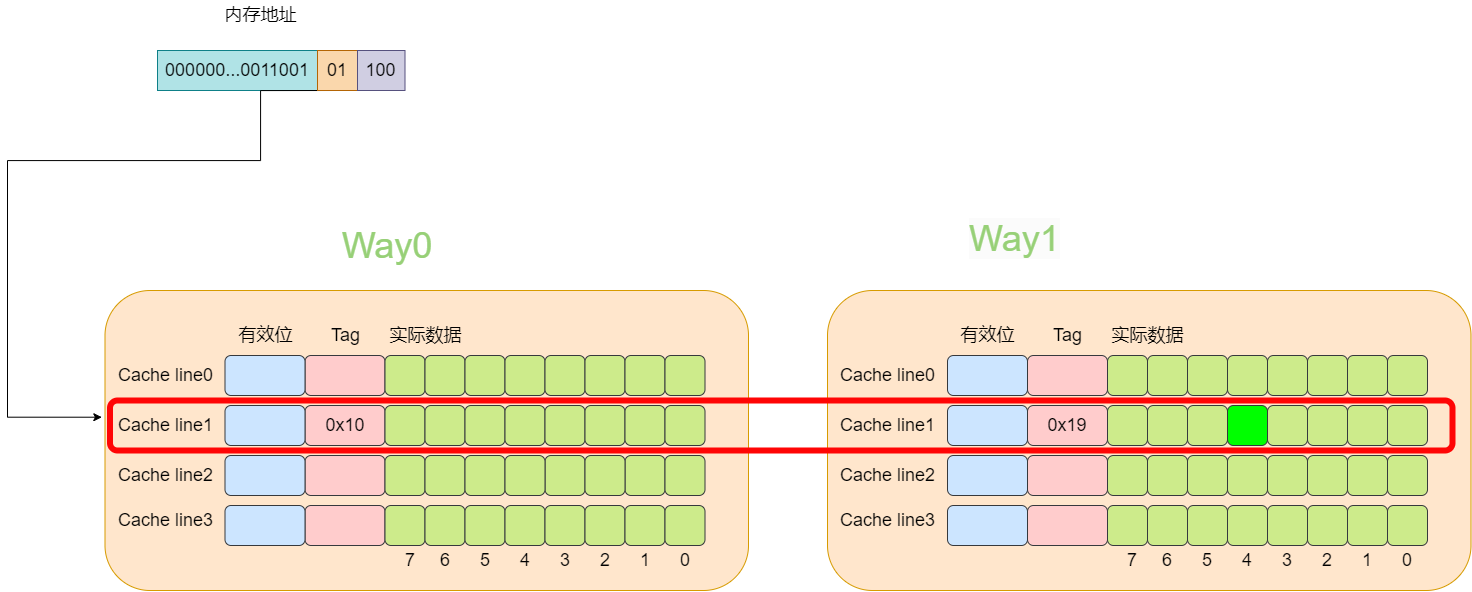 内存地址
000000...0011001 01 100
Way0 Way1
有效位 Tag 实际数据 有效位 Tag 实际数据
Cache line0 Cache line0
Cache line1 0x10 Cache line1 0x19
Cache line2 Cache line2
Cache line3 Cache line3
7 6 5 4 3 2 1 0 7 6 5 4 3 2 1 0